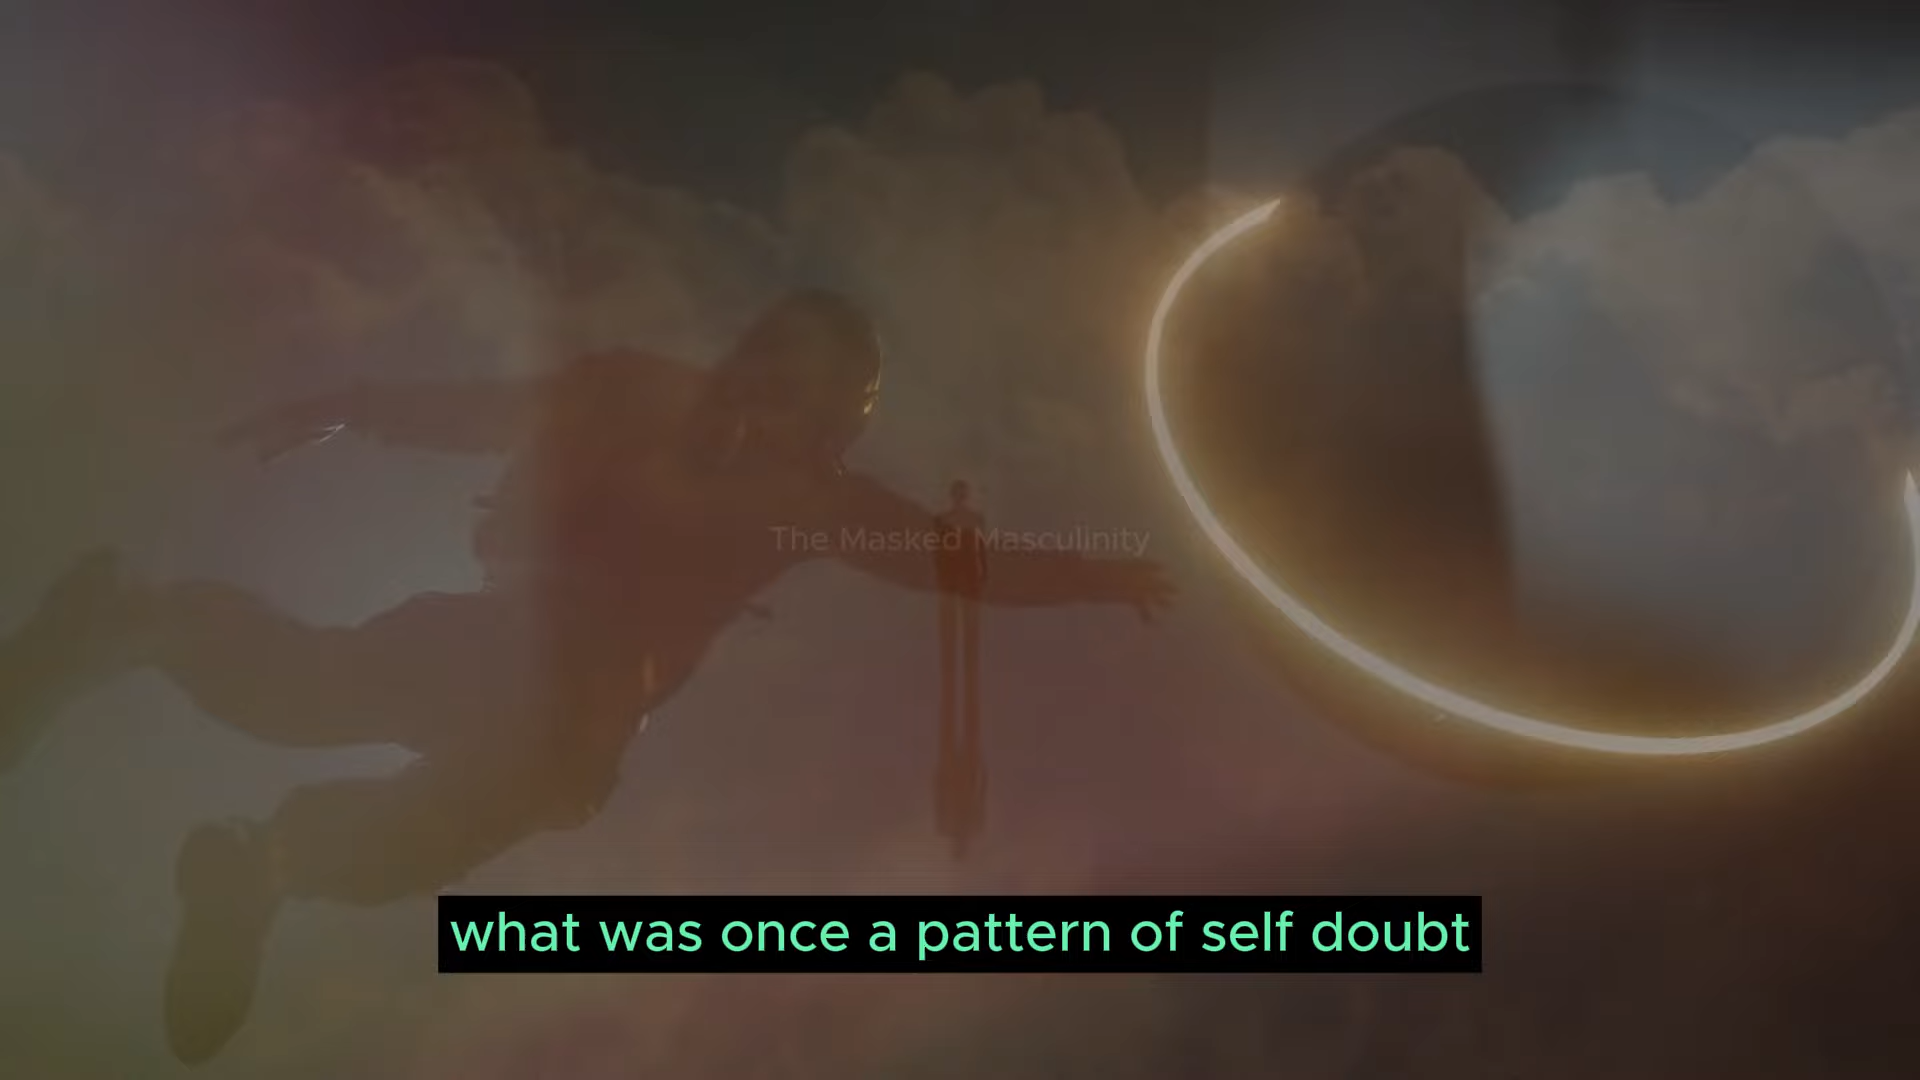 The Masked Masculinity
what was once a pattern of self doubt